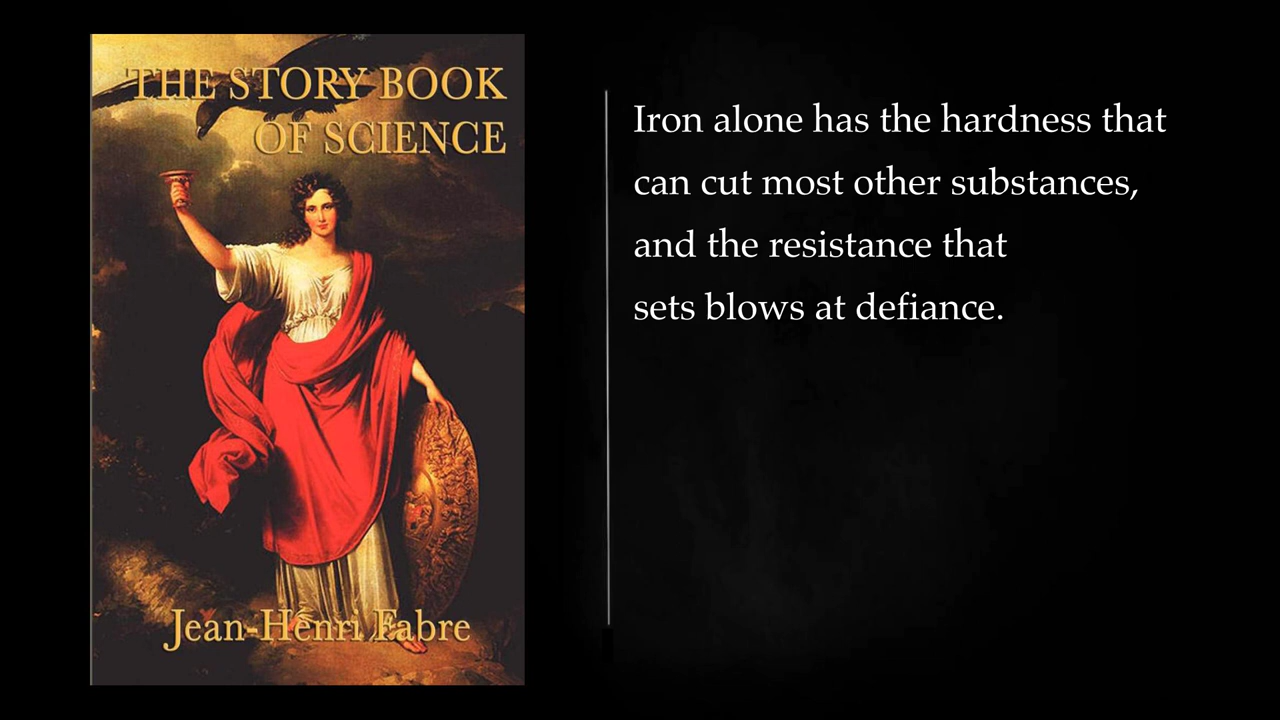 THE STORY BOOK
OF SCIENCE
Jean-Henri Fabre
Iron alone has the hardness that
can cut most other substances,
and the resistance that
sets blows at defiance.